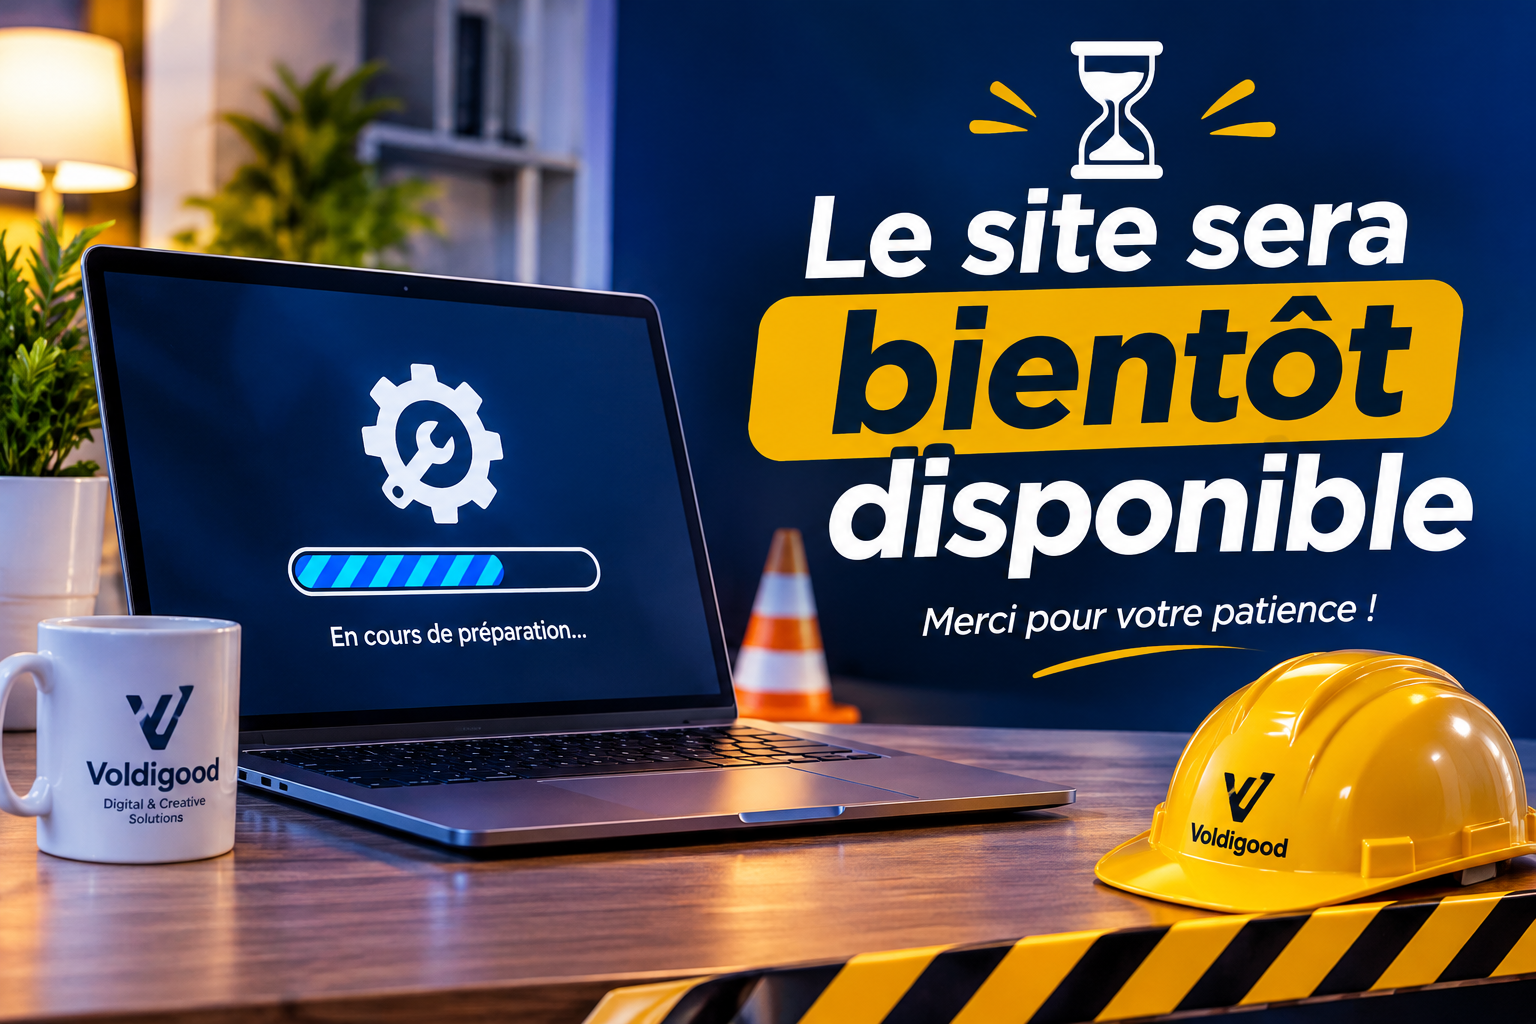 Le site sera
bientôt
disponible
Merci pour votre patience !
En cours de préparation...
Voldigood
Digital & Creative
Solutions
Voldigood